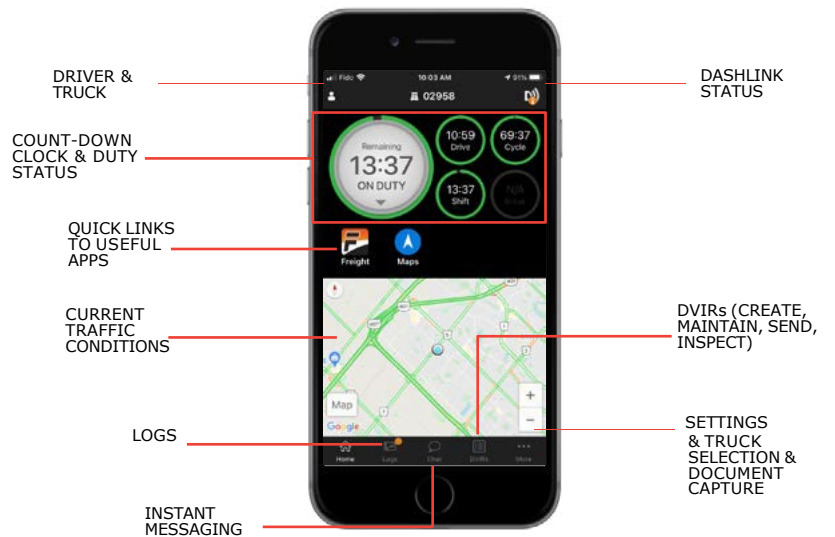 DRIVER &
TRUCK
DASHLINK
STATUS
Fido
10:03 AM
91%
02958
COUNT-DOWN
CLOCK & DUTY
STATUS
Remaining
13:37
ON DUTY
10:59
Drive
69:37
Cycle
13:37
Shift
N/A
QUICK LINKS
TO USEFUL
APPS
Freight
Maps
CURRENT
TRAFFIC
CONDITIONS
DVIRs (CREATE,
MAINTAIN, SEND,
INSPECT)
Map
+
−
Google
LOGS
SETTINGS
& TRUCK
SELECTION &
DOCUMENT
CAPTURE
Home
Logs
Chat
DVIRs
More
INSTANT
MESSAGING